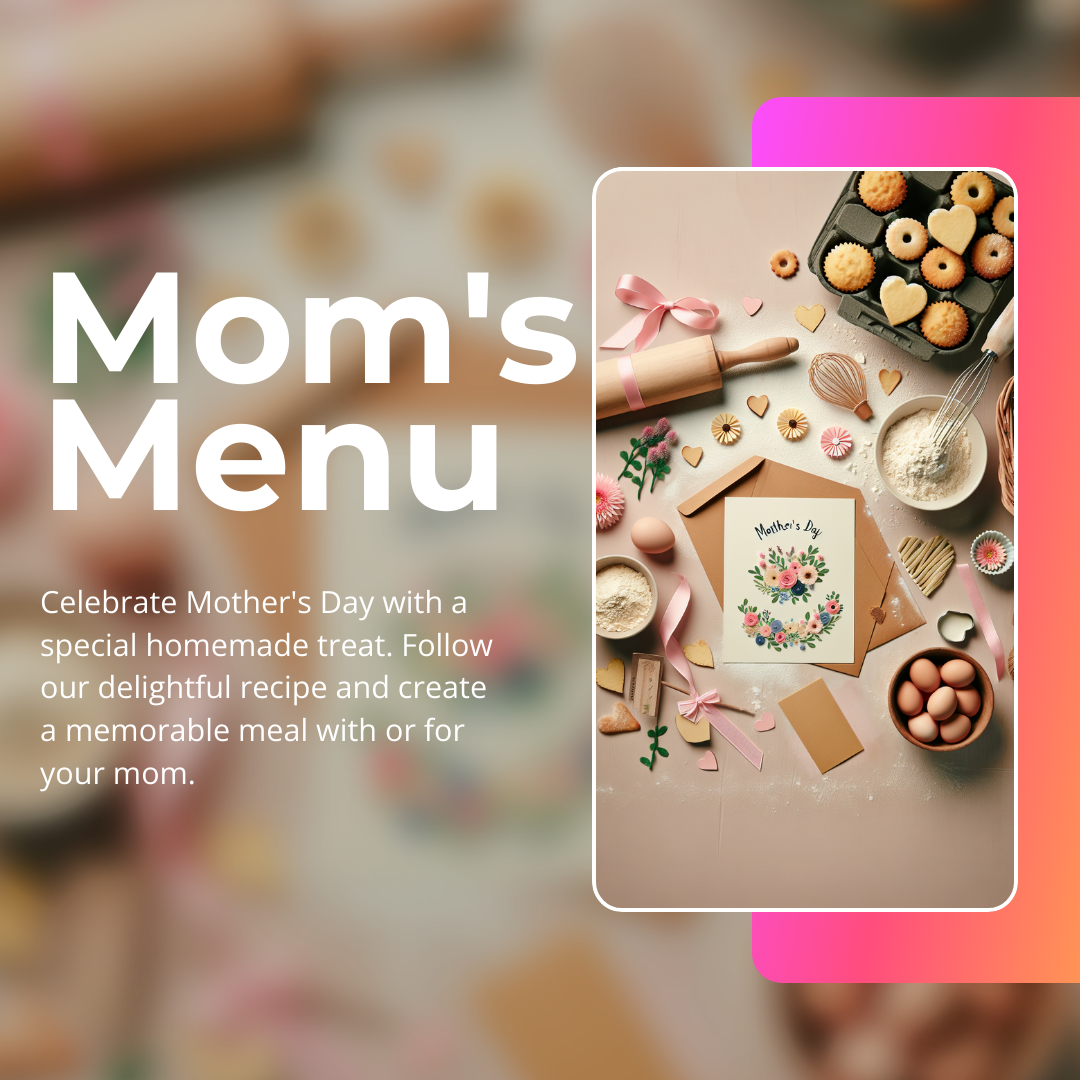 Mom's
Menu
Celebrate Mother's Day with a
special homemade treat. Follow
our delightful recipe and create
a memorable meal with or for
your mom.
Mother's Day